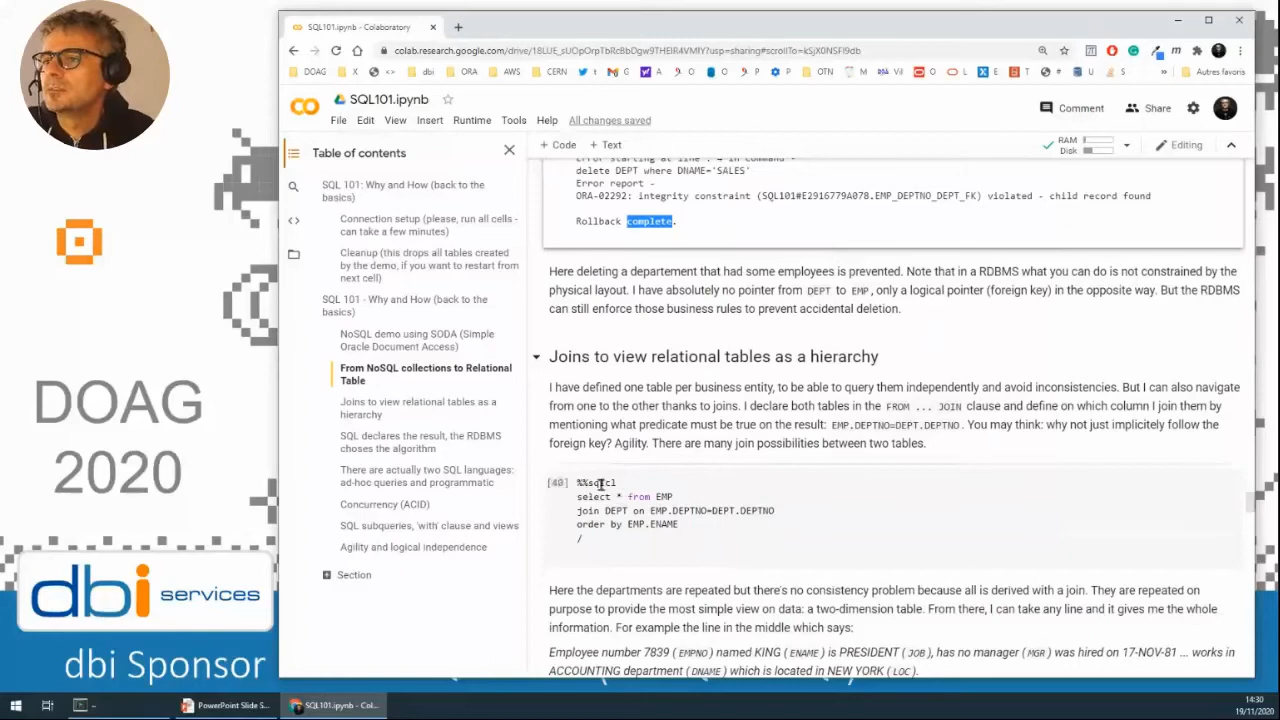 SQL101.ipynb - Colaboratory
colab.research.google.com/drive/18LUE_sUOpOrpTbRcBbDgw9THEIR4VMIY?usp=sharing#scrollTo=kSjX0NSFI9db
DOAG X <> dbi ORA AWS CERN t G A O O P OTN M Vil O L E T # U S Autres favoris
SQL101.ipynb
Comment Share
File Edit View Insert Runtime Tools Help All changes saved
+ Code + Text
RAM
Disk
Editing
Table of contents
SQL 101: Why and How (back to the
basics)
Connection setup (please, run all cells -
can take a few minutes)
Cleanup (this drops all tables created
by the demo, if you want to restart from
next cell)
SQL 101 - Why and How (back to the
basics)
NoSQL demo using SODA (Simple
Oracle Document Access)
From NoSQL collections to Relational
Table
Joins to view relational tables as a
hierarchy
SQL declares the result, the RDBMS
choses the algorithm
There are actually two SQL languages:
ad-hoc queries and programmatic
Concurrency (ACID)
SQL subqueries, 'with' clause and views
Agility and logical independence
Section
Error starting at line : 4 in command -
delete DEPT where DNAME='SALES'
Error report -
ORA-02292: integrity constraint (SQL101#E2916779A078.EMP_DEPTNO_DEPT_FK) violated - child record found
Rollback complete.
Here deleting a departement that had some employees is prevented. Note that in a RDBMS what you can do is not constrained by the
physical layout. I have absolutely no pointer from DEPT to EMP, only a logical pointer (foreign key) in the opposite way. But the RDBMS
can still enforce those business rules to prevent accidental deletion.
Joins to view relational tables as a hierarchy
I have defined one table per business entity, to be able to query them independently and avoid inconsistencies. But I can also navigate
from one to the other thanks to joins. I declare both tables in the FROM ... JOIN clause and define on which column I join them by
mentioning what predicate must be true on the result: EMP.DEPTNO=DEPT.DEPTNO. You may think: why not just implicitly follow the
foreign key? Agility. There are many join possibilities between two tables.
[40] %%sqlcl
select * from EMP
join DEPT on EMP.DEPTNO=DEPT.DEPTNO
order by EMP.ENAME
/
Here the departments are repeated but there's no consistency problem because all is derived with a join. They are repeated on
purpose to provide the most simple view on data: a two-dimension table. From there, I can take any line and it gives me the whole
information. For example the line in the middle which says:
Employee number 7839 ( EMPNO ) named KING ( ENAME ) is PRESIDENT ( JOB ), has no manager ( MGR ) was hired on 17-NOV-81 ... works in
ACCOUNTING department ( DNAME ) which is located in NEW YORK ( LOC ).
DOAG
2020
dbi services
dbi Sponsor
PowerPoint Slide S...
SQL101.ipynb - Col...
14:30
19/11/2020